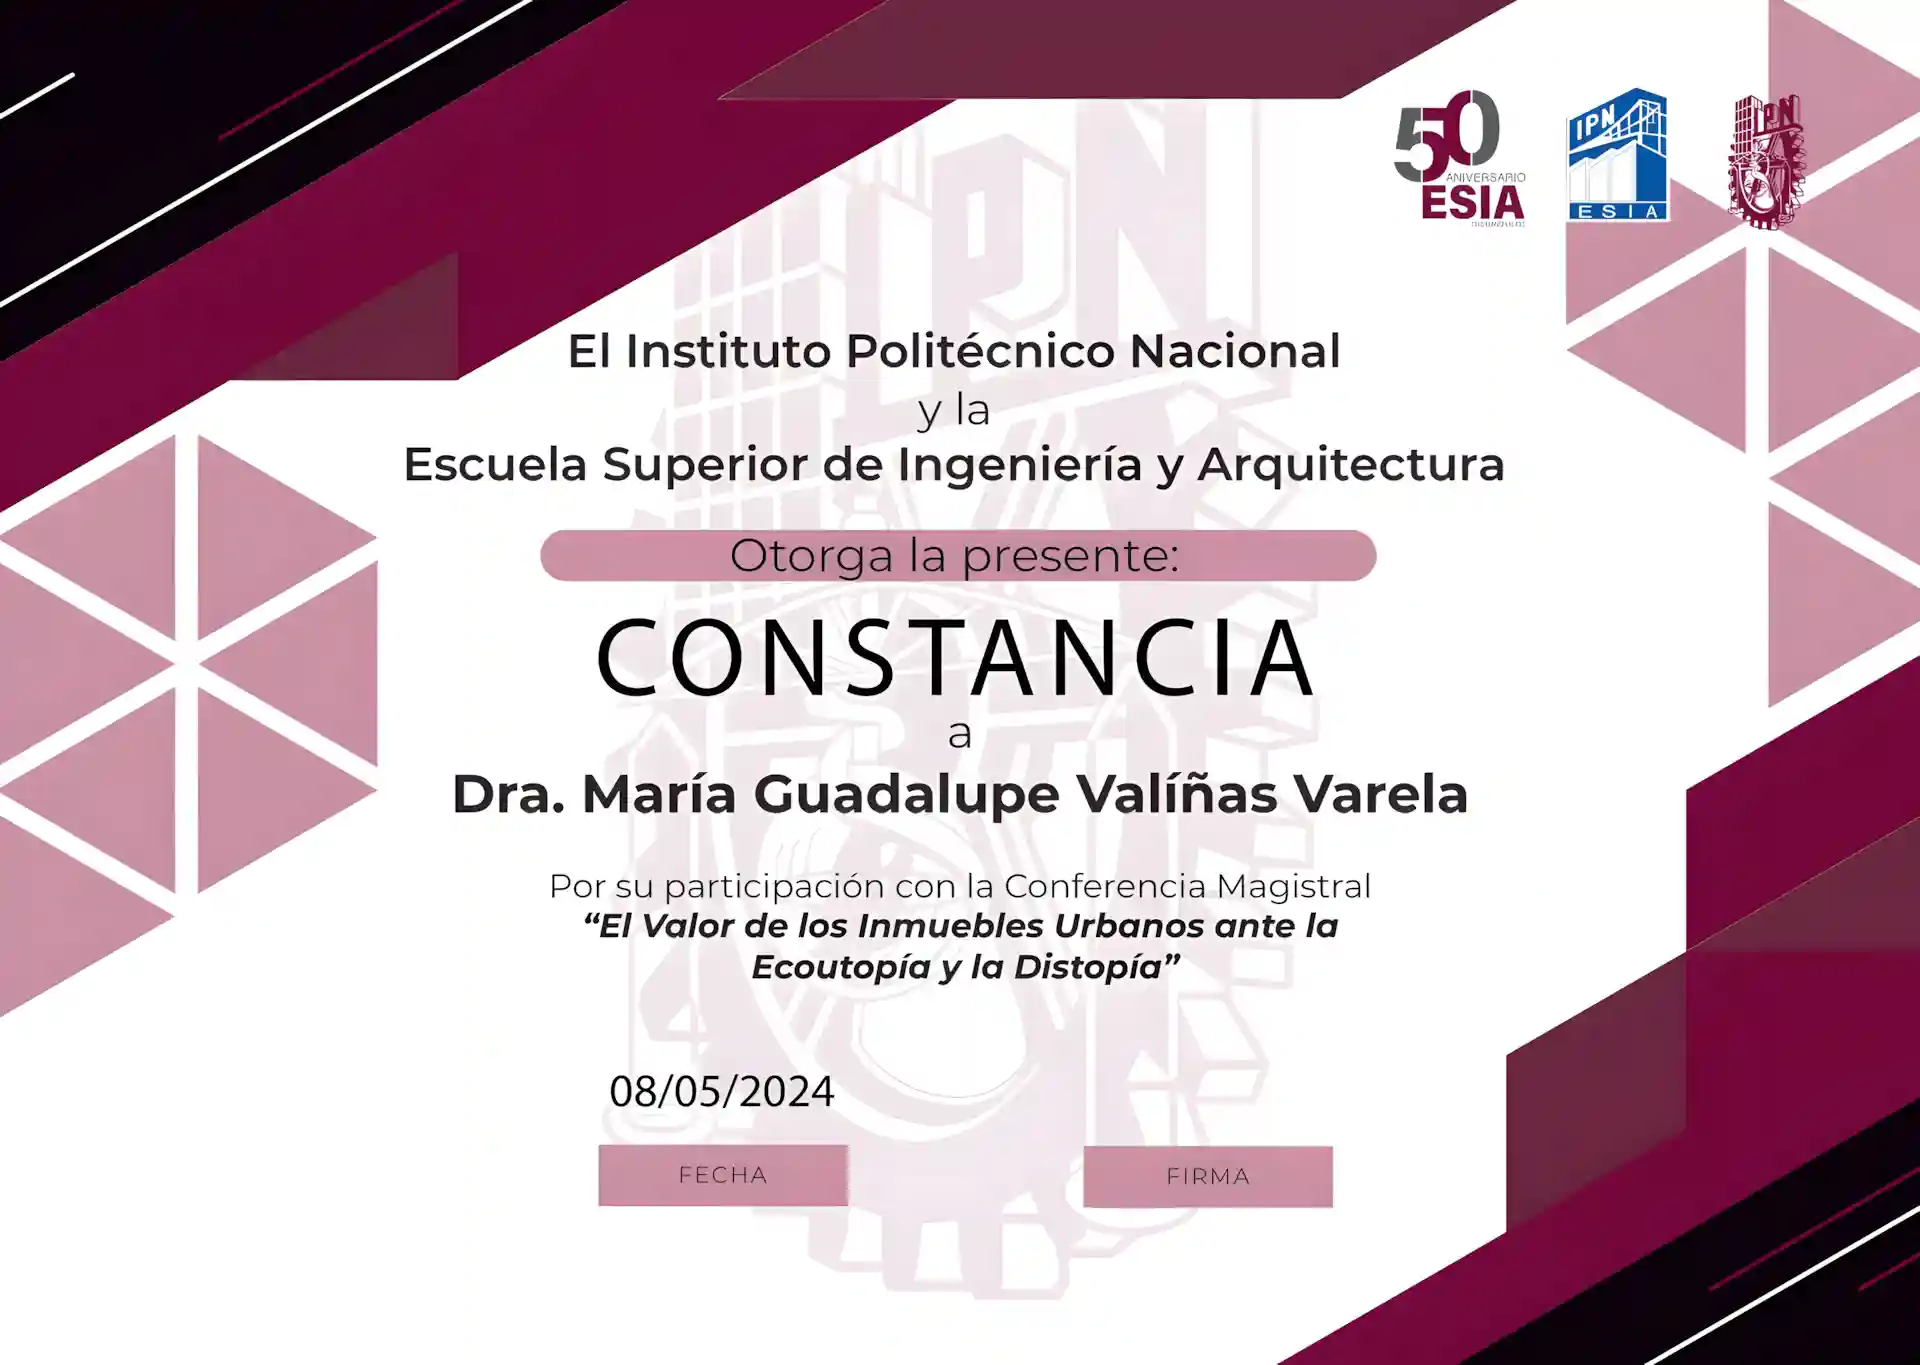 50
ANIVERSARIO
ESIA
IPN
ESIA
IPN
El Instituto Politécnico Nacional
y la
Escuela Superior de Ingeniería y Arquitectura
Otorga la presente:
CONSTANCIA
a
Dra. María Guadalupe Valíñas Varela
Por su participación con la Conferencia Magistral
“El Valor de los Inmuebles Urbanos ante la
Ecoutopía y la Distopía”
08/05/2024
FECHA
FIRMA